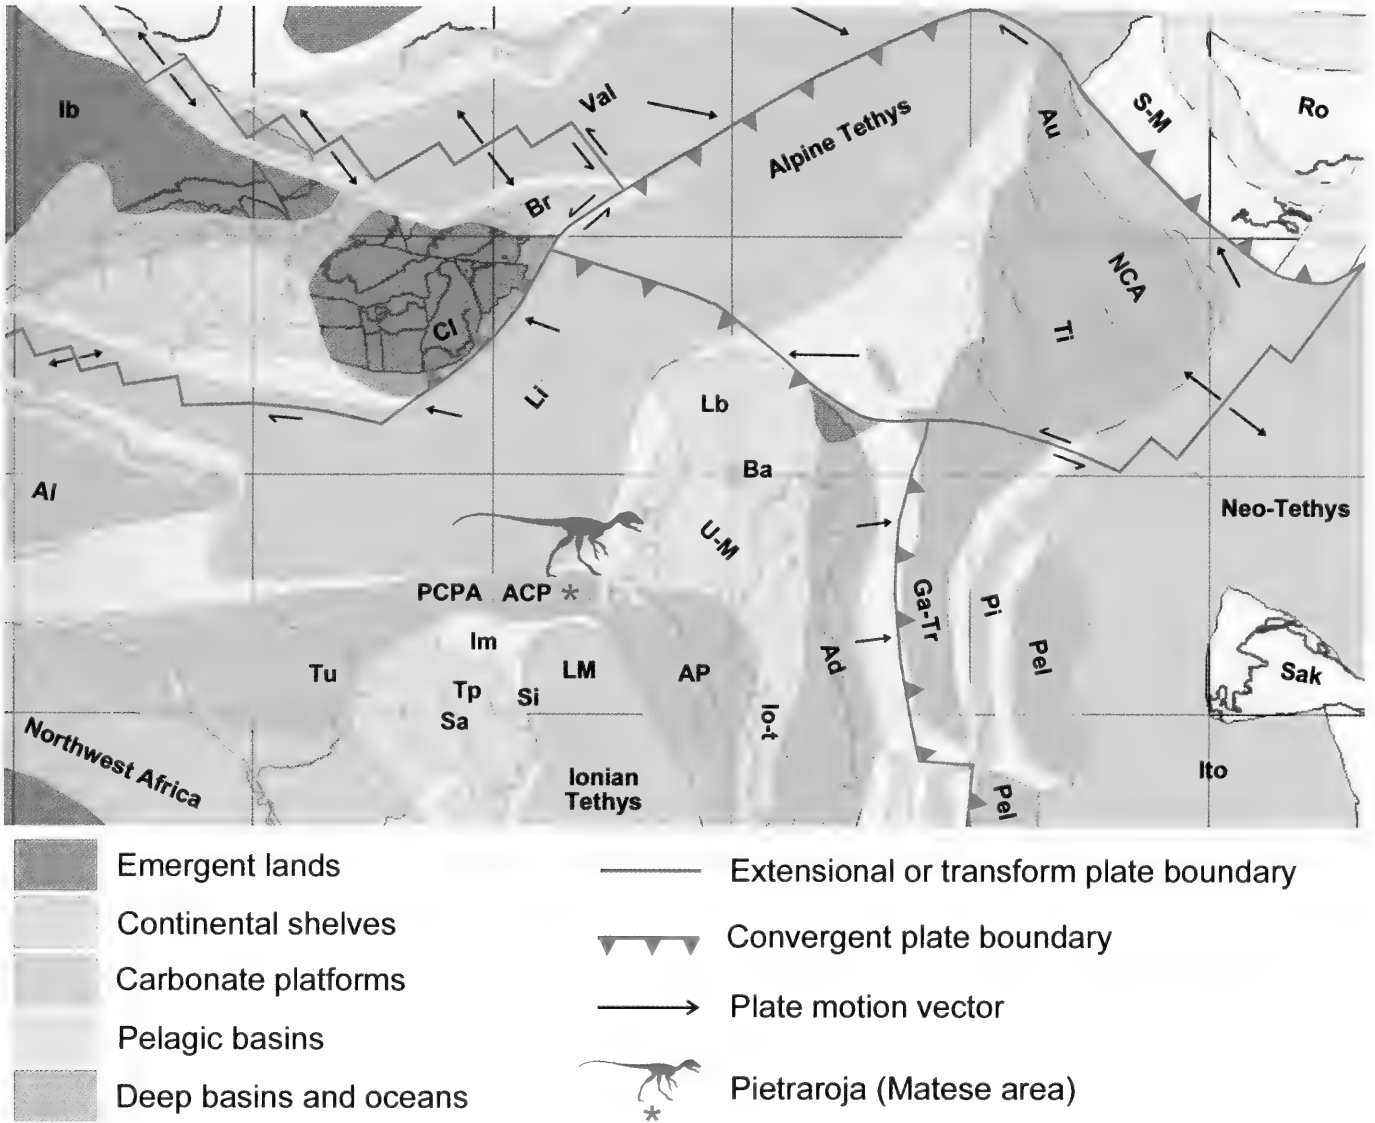 Ib
Val
Alpine Tethys
Au
S-M
Ro
Br
NCA
Ti
CI
Li
Lb
Ba
Al
U-M
Neo-Tethys
PCPA ACP *
Im
Tu
Tp
Sa
Si
LM
AP
Io-t
Ad
Ga-Tr
Pi
Pel
Sak
Northwest Africa
Ionian
Tethys
Ito
Pel
Emergent lands
Continental shelves
Carbonate platforms
Pelagic basins
Deep basins and oceans
Extensional or transform plate boundary
Convergent plate boundary
Plate motion vector
Pietraroja (Matese area)
*